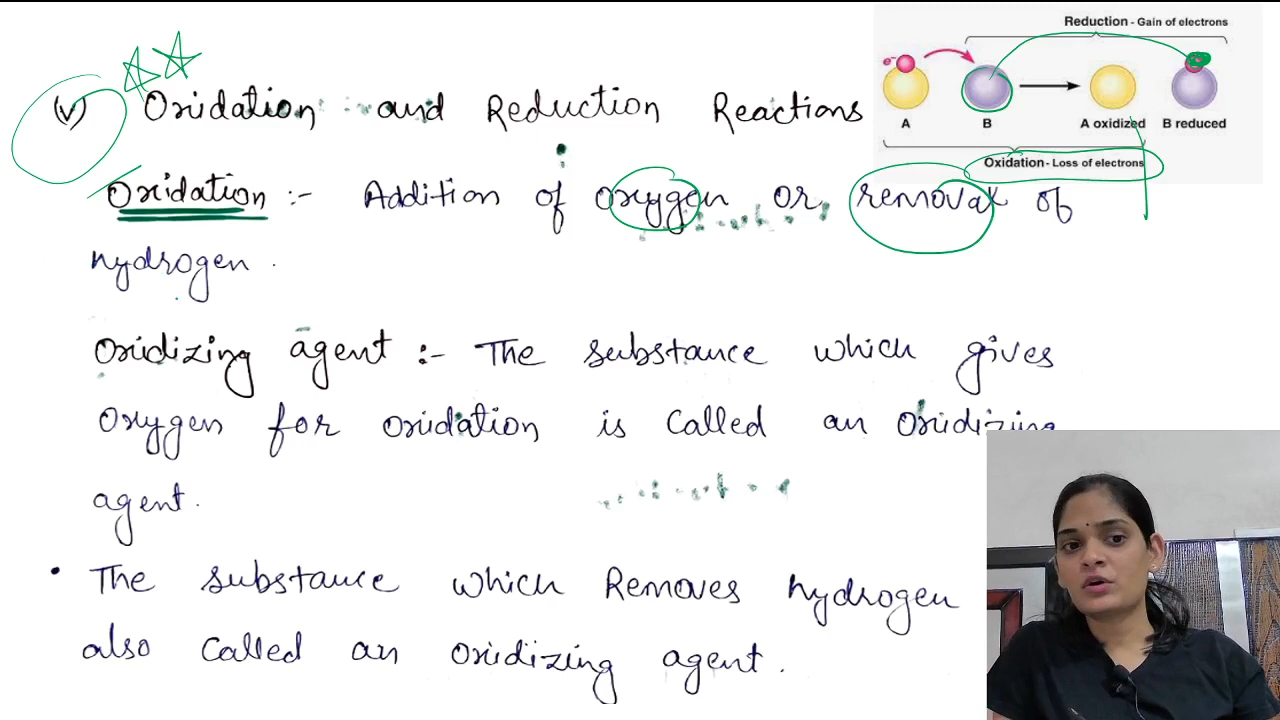 Reduction - Gain of electrons
e-
A
B
A oxidized
B reduced
Oxidation - Loss of electrons
(v) Oxidation and Reduction Reactions
Oxidation :- Addition of oxygen or removal of
hydrogen.
Oxidizing agent :- The substance which gives
oxygen for oxidation is called an oxidizing
agent.
• The substance which Removes hydrogen
also called an oxidizing agent.